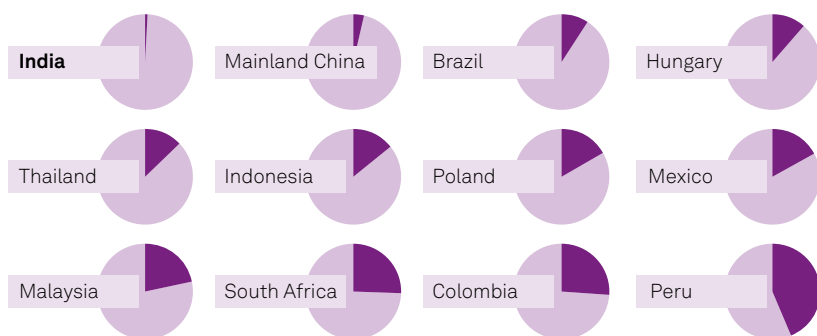 India
Mainland China
Brazil
Hungary
Thailand
Indonesia
Poland
Mexico
Malaysia
South Africa
Colombia
Peru